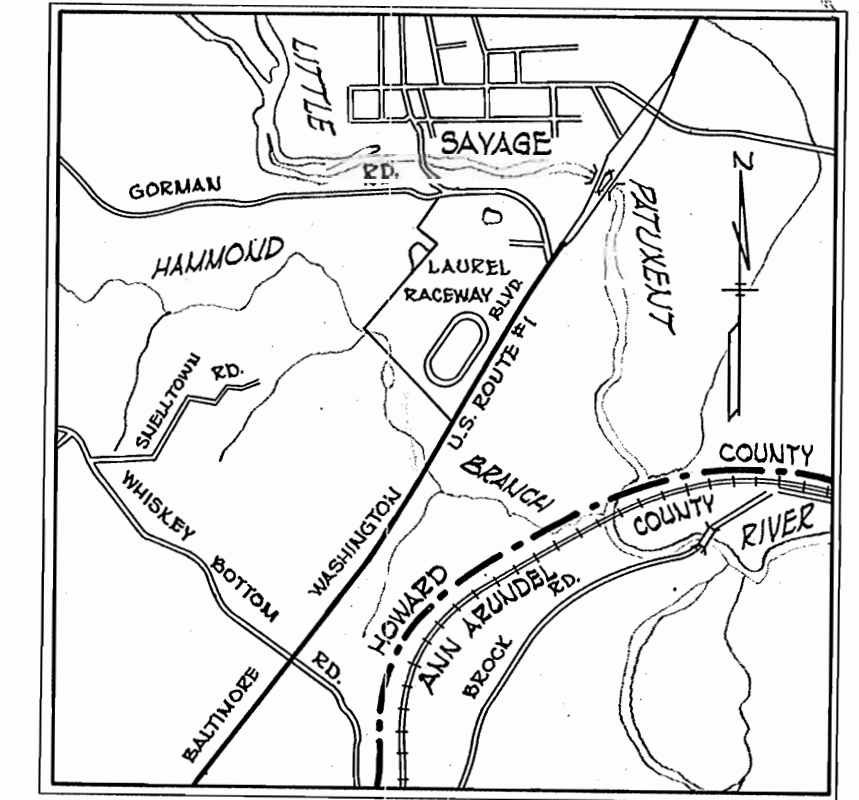 LITTLE
SAVAGE
GORMAN RD.
PATUXENT
N
HAMMOND
LAUREL
RACEWAY
BLVD.
U.S. ROUTE #1
SNELLTOWN RD.
BRANCH
COUNTY
WHISKEY BOTTOM RD.
WASHINGTON
COUNTY
RIVER
HOWARD
ANN ARUNDEL
BROCK RD.
BALTIMORE